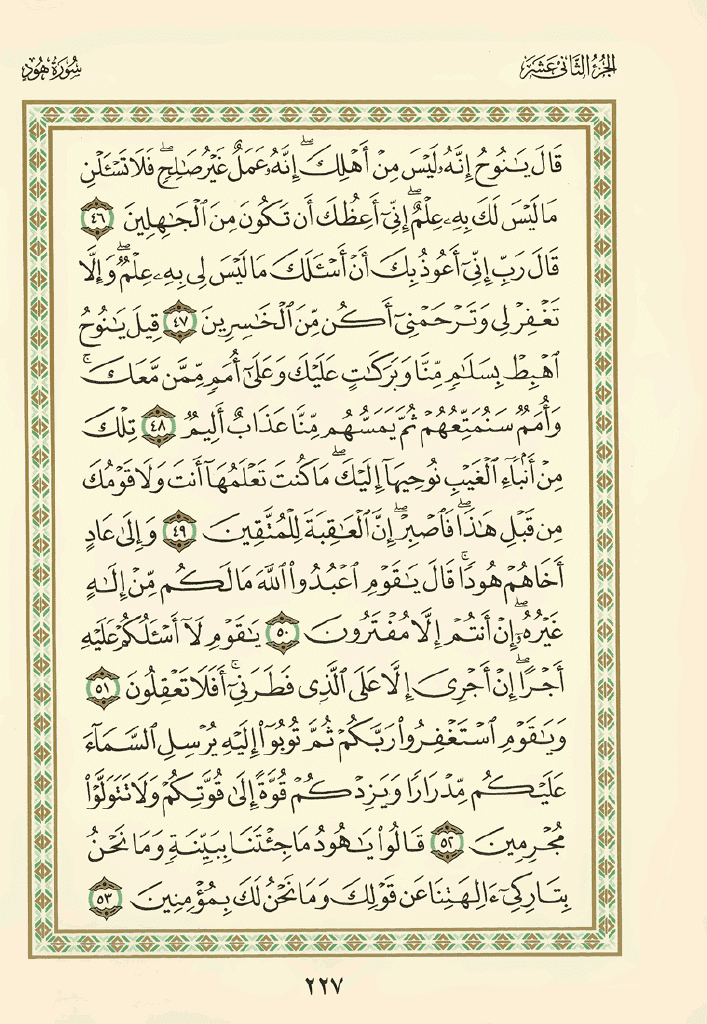 الجزء الثاني عشر
سورة هود
قَالَ يَٰنُوحُ إِنَّهُۥ لَيْسَ مِنْ أَهْلِكَ ۖ إِنَّهُۥ عَمَلٌ غَيْرُ صَٰلِحٍ ۖ فَلَا تَسْـَٔلْنِ
مَا لَيْسَ لَكَ بِهِۦ عِلْمٌ ۖ إِنِّىٓ أَعِظُكَ أَن تَكُونَ مِنَ ٱلْجَٰهِلِينَ ٤٦
قَالَ رَبِّ إِنِّىٓ أَعُوذُ بِكَ أَنْ أَسْـَٔلَكَ مَا لَيْسَ لِى بِهِۦ عِلْمٌ ۖ وَإِلَّا
تَغْفِرْ لِى وَتَرْحَمْنِىٓ أَكُن مِّنَ ٱلْخَٰسِرِينَ ٤٧ قِيلَ يَٰنُوحُ
ٱهْبِطْ بِسَلَٰمٍ مِّنَّا وَبَرَكَٰتٍ عَلَيْكَ وَعَلَىٰٓ أُمَمٍ مِّمَّن مَّعَكَ ۚ
وَأُمَمٌ سَنُمَتِّعُهُمْ ثُمَّ يَمَسُّهُم مِّنَّا عَذَابٌ أَلِيمٌ ٤٨ تِلْكَ
مِنْ أَنۢبَآءِ ٱلْغَيْبِ نُوحِيهَآ إِلَيْكَ ۖ مَا كُنتَ تَعْلَمُهَآ أَنتَ وَلَا قَوْمُكَ
مِن قَبْلِ هَٰذَا ۖ فَٱصْبِرْ ۖ إِنَّ ٱلْعَٰقِبَةَ لِلْمُتَّقِينَ ٤٩ وَإِلَىٰ عَادٍ
أَخَاهُمْ هُودًا ۚ قَالَ يَٰقَوْمِ ٱعْبُدُوا۟ ٱللَّهَ مَا لَكُم مِّنْ إِلَٰهٍ
غَيْرُهُۥٓ ۖ إِنْ أَنتُمْ إِلَّا مُفْتَرُونَ ٥٠ يَٰقَوْمِ لَآ أَسْـَٔلُكُمْ عَلَيْهِ
أَجْرًا ۖ إِنْ أَجْرِىَ إِلَّا عَلَى ٱلَّذِى فَطَرَنِىٓ ۚ أَفَلَا تَعْقِلُونَ ٥١
وَيَٰقَوْمِ ٱسْتَغْفِرُوا۟ رَبَّكُمْ ثُمَّ تُوبُوٓا۟ إِلَيْهِ يُرْسِلِ ٱلسَّمَآءَ
عَلَيْكُم مِّدْرَارًا وَيَزِدْكُمْ قُوَّةً إِلَىٰ قُوَّتِكُمْ وَلَا تَتَوَلَّوْا۟
مُجْرِمِينَ ٥٢ قَالُوا۟ يَٰهُودُ مَا جِئْتَنَا بِبَيِّنَةٍ وَمَا نَحْنُ
بِتَارِكِىٓ ءَالِهَتِنَا عَن قَوْلِكَ وَمَا نَحْنُ لَكَ بِمُؤْمِنِينَ ٥٣
٢٢٧